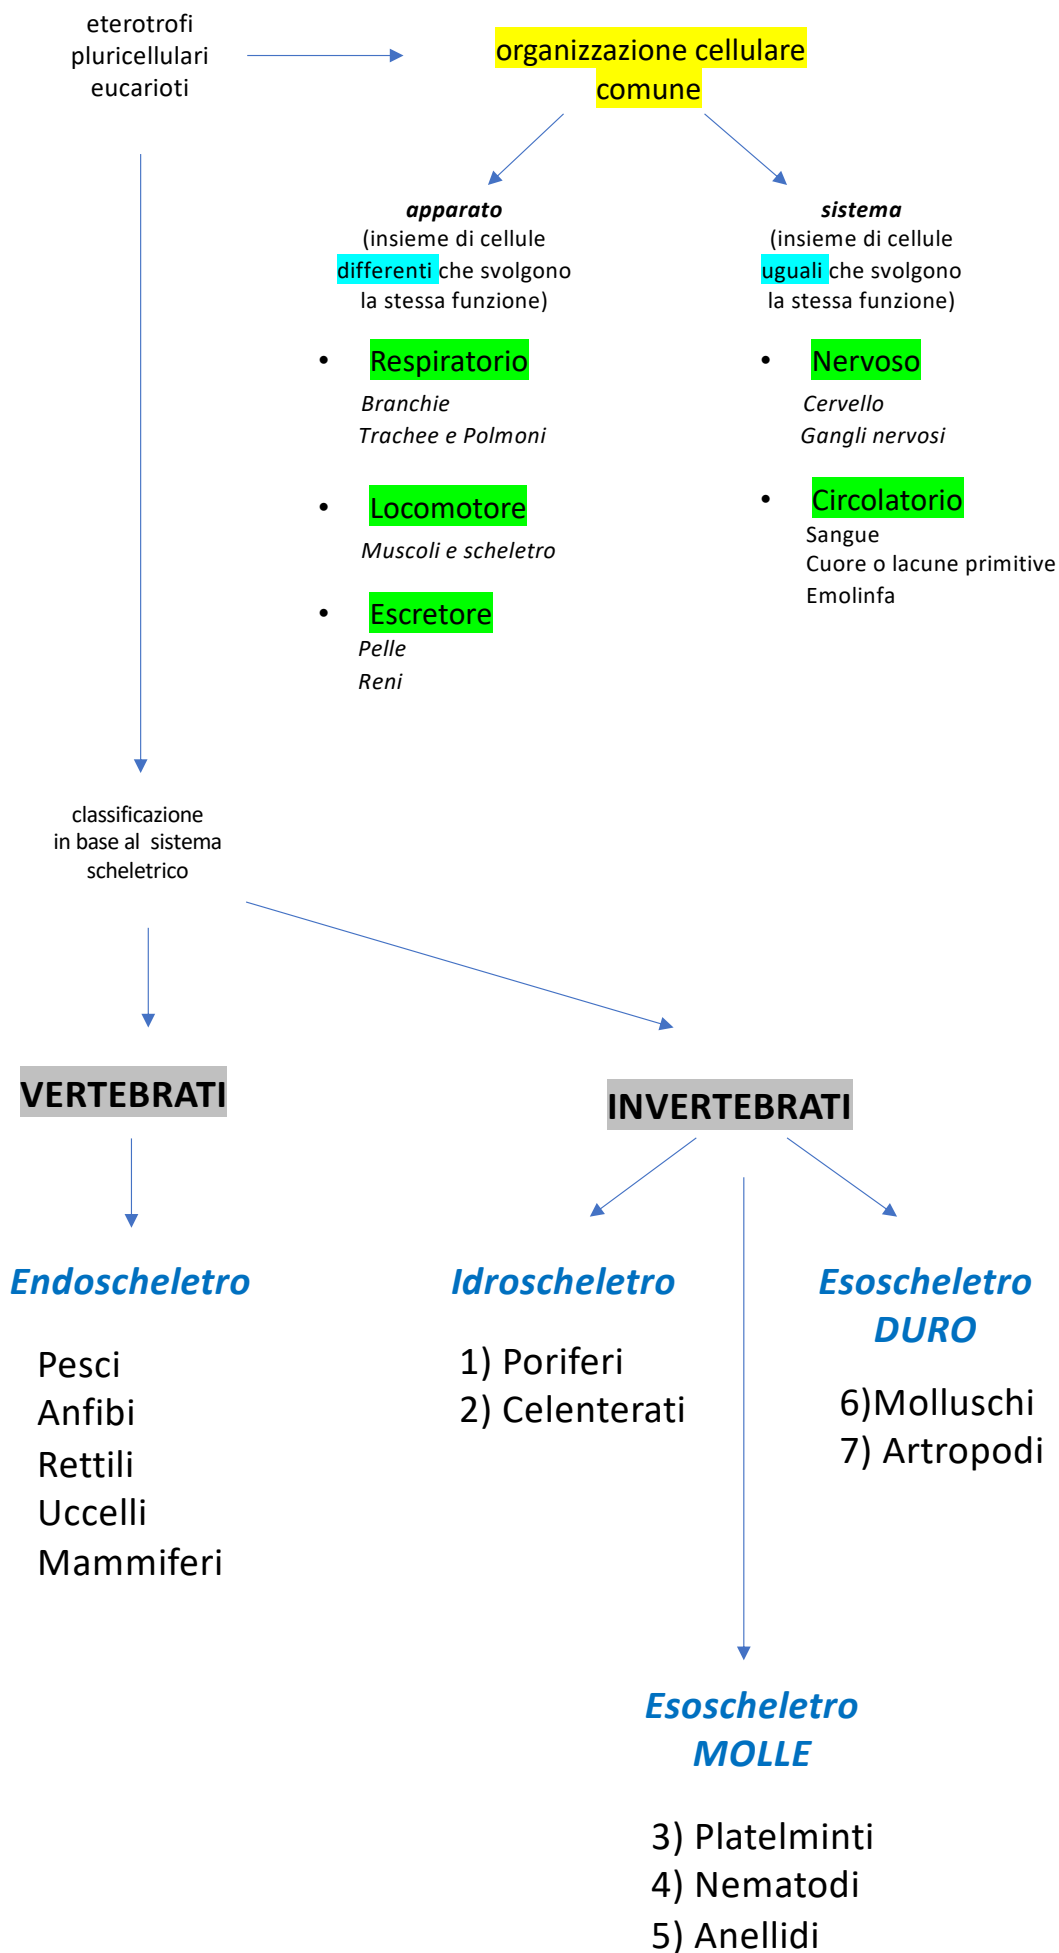 eterotrofi
pluricellulari
eucarioti
organizzazione cellulare
comune
apparato
(insieme di cellule
differenti che svolgono
la stessa funzione)
• Respiratorio
Branchie
Trachee e Polmoni
• Locomotore
Muscoli e scheletro
• Escretore
Pelle
Reni
sistema
(insieme di cellule
uguali che svolgono
la stessa funzione)
• Nervoso
Cervello
Gangli nervosi
• Circolatorio
Sangue
Cuore o lacune primitive
Emolinfa
classificazione
in base al sistema
scheletrico
VERTEBRATI
Endoscheletro
Pesci
Anfibi
Rettili
Uccelli
Mammiferi
INVERTEBRATI
Idroscheletro
1) Poriferi
2) Celenterati
Esoscheletro
DURO
6)Molluschi
7) Artropodi
Esoscheletro
MOLLE
3) Platelminti
4) Nematodi
5) Anellidi